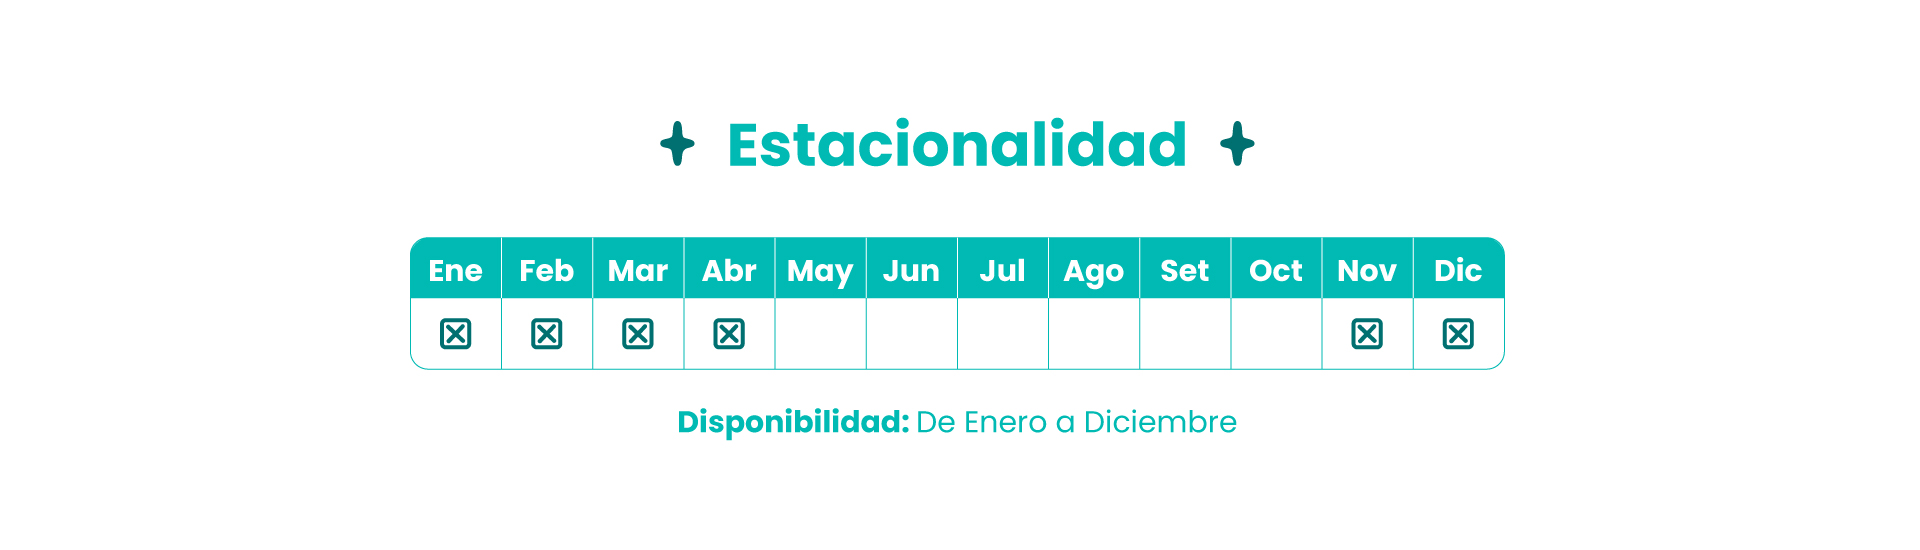 Estacionalidad
Ene Feb Mar Abr May Jun Jul Ago Set Oct Nov Dic
Disponibilidad: De Enero a Diciembre